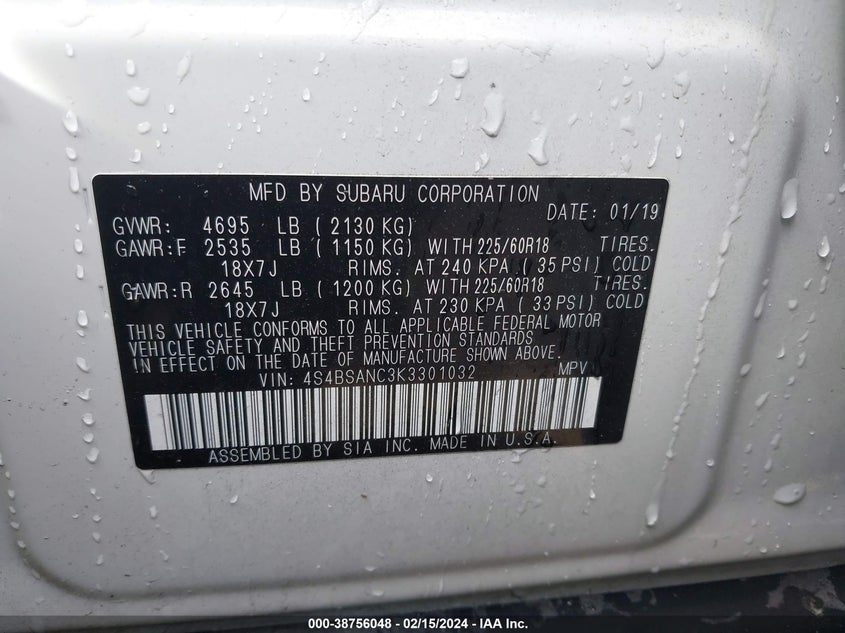 MFD BY SUBARU CORPORATION
DATE: 01/19
GVWR: 4695 LB ( 2130 KG)
GAWR:F 2535 LB ( 1150 KG) WITH 225/60R18 TIRES.
18X7J RIMS. AT 240 KPA ( 35 PSI) COLD
GAWR:R 2645 LB ( 1200 KG) WITH 225/60R18 TIRES.
18X7J RIMS. AT 230 KPA ( 33 PSI) COLD
THIS VEHICLE CONFORMS TO ALL APPLICABLE FEDERAL MOTOR
VEHICLE SAFETY AND THEFT PREVENTION STANDARDS
IN EFFECT ON THE DATE OF MANUFACTURE SHOWN ABOVE.
VIN: 4S4BSANC3K3301032 MPV
ASSEMBLED BY SIA INC. MADE IN U.S.A.
000-38756048 - 02/15/2024 - IAA Inc.